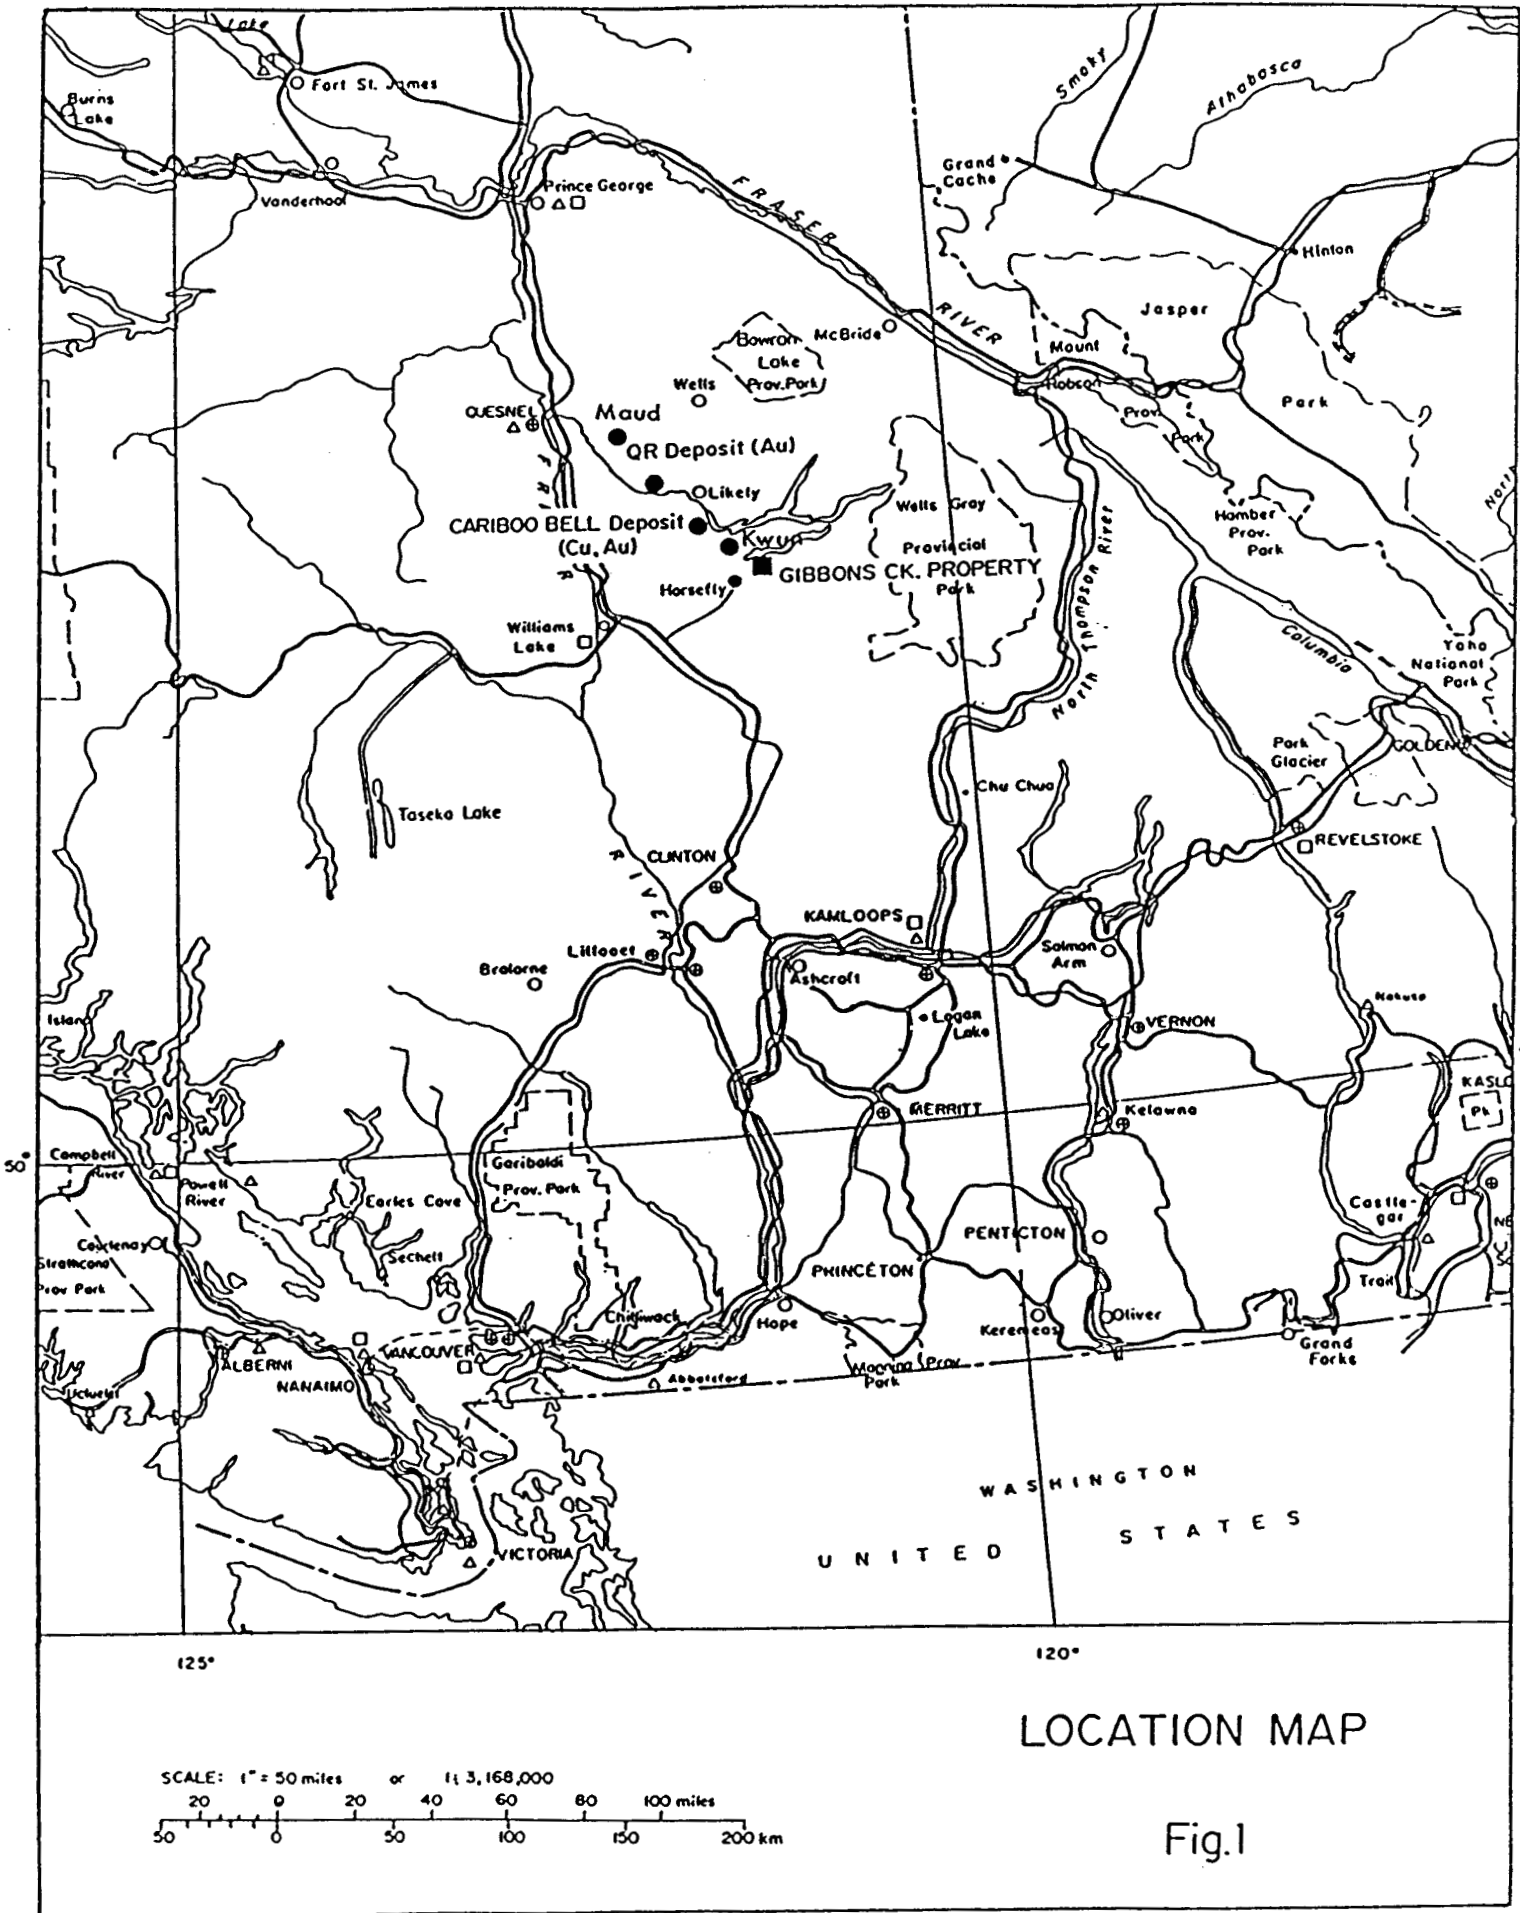 Lake
Fort St. James
Burns
Lake
Smoky
Athabasca
Grand
Cache
Vanderhoof
Prince George
FRASER
Hinton
Jasper
RIVER
McBride
Bowron
Lake
Prov. Park
Mount
Robson
Prov.
Park
Park
Wells
QUESNEL
Maud
QR Deposit (Au)
Likely
North
Wells Gray
Provincial
Park
Hamber
Prov.
Park
CARIBOO BELL Deposit
(Cu, Au)
Kwun
GIBBONS CK. PROPERTY
Horsefly
North Thompson River
Williams
Lake
Columbia
Yoho
National
Park
Park
Glacier
GOLDEN
Chu Chua
Taseko Lake
REVELSTOKE
CLINTON
RIVER
KAMLOOPS
Lillooet
Salmon
Arm
Bralorne
Ashcroft
Nakusp
Island
Logan
Lake
VERNON
KASLO
Pk
MERRITT
Kelowna
50°
Campbell
River
Powell
River
Garibaldi
Prov. Park
Earles Cove
Castle-
gar
Courtenay
Sechelt
PENTICTON
Strathcona
Prov Park
PRINCETON
Trail
Chilliwack
Hope
Keremeos
Oliver
Grand
Forks
ALBERNI
VANCOUVER
NANAIMO
Abbotsford
Manning Prov.
Park
Ucluelet
WASHINGTON
UNITED STATES
VICTORIA
125°
120°
LOCATION MAP
SCALE: 1" = 50 miles or 1: 3,168,000
20 0 20 40 60 80 100 miles
50 0 50 100 150 200 km
Fig.1